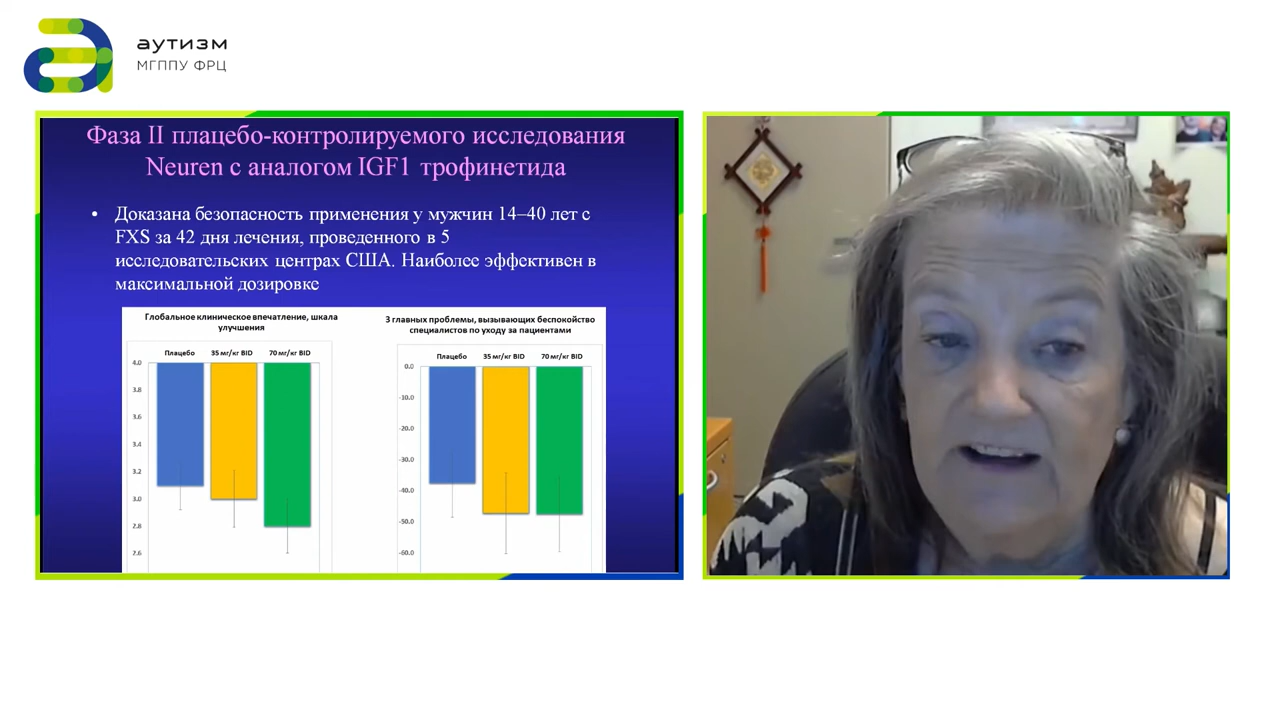 аутизм
МГППУ ФРЦ
Фаза II плацебо-контролируемого исследования
Neuren с аналогом IGF1 трофинетида
• Доказана безопасность применения у мужчин 14–40 лет с
FXS за 42 дня лечения, проведенного в 5
исследовательских центрах США. Наиболее эффективен в
максимальной дозировке
Глобальное клиническое впечатление, шкала
улучшения
Плацебо 35 мг/кг BID 70 мг/кг BID
4.0
3.8
3.6
3.4
3.2
3.0
2.8
2.6
3 главных проблемы, вызывающих беспокойство
специалистов по уходу за пациентами
Плацебо 35 мг/кг BID 70 мг/кг BID
0.0
-10.0
-20.0
-30.0
-40.0
-50.0
-60.0